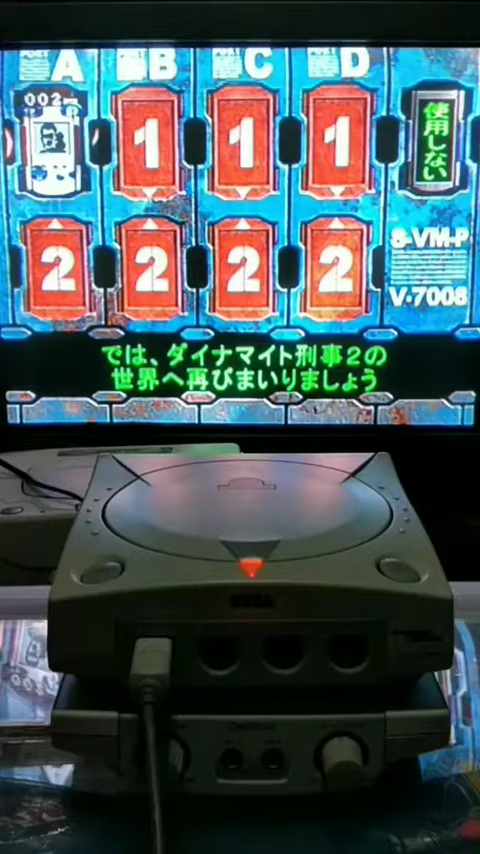 A B C D
002
1 1 1
使用しない
2 2 2 2
S-VM-P
V-7008
では、ダイナマイト刑事2の
世界へ再びまいりましょう